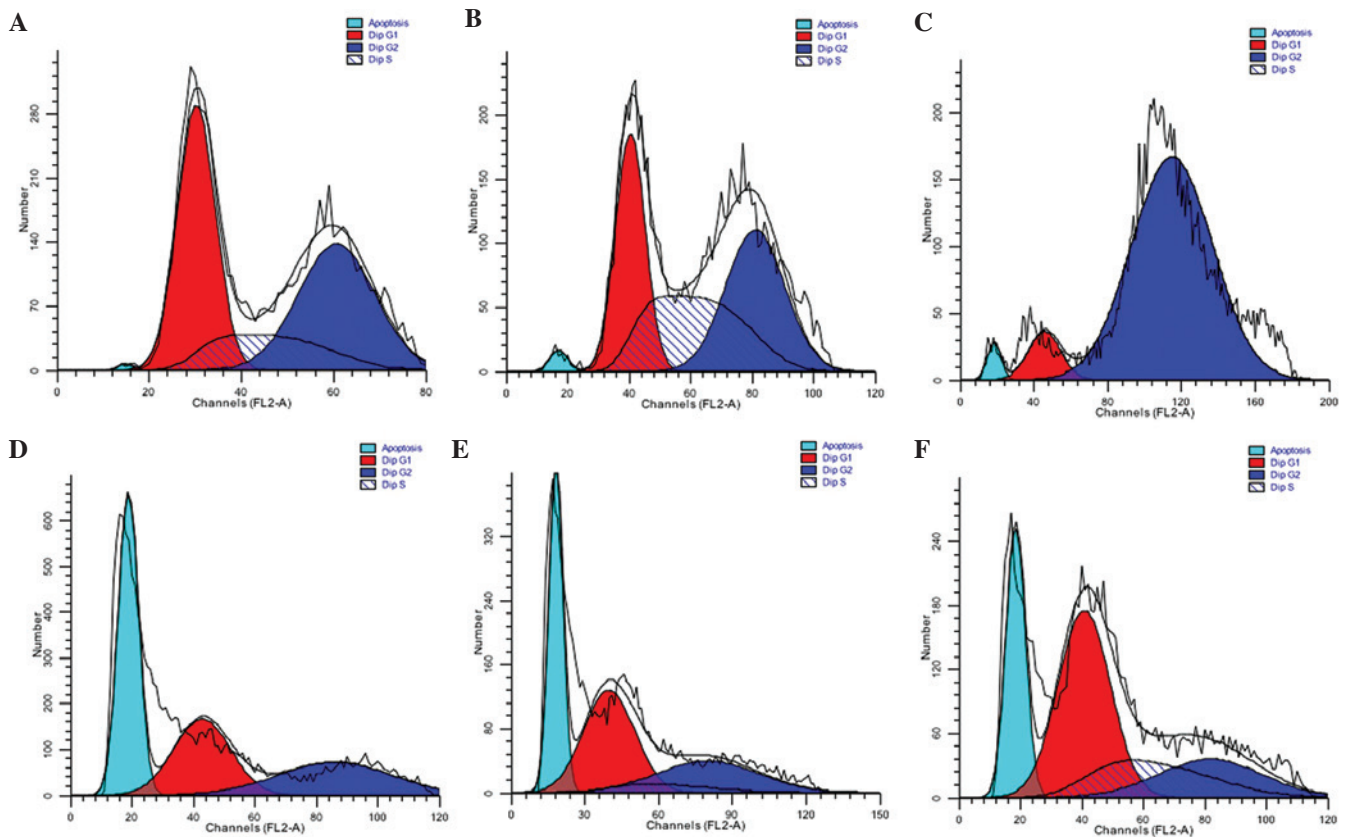 A
Apoptosis
Dip G1
Dip G2
Dip S
Number
280
210
140
70
0
0 20 40 60 80
Channels (FL2-A)
B
Apoptosis
Dip G1
Dip G2
Dip S
Number
200
150
100
50
0
0 20 40 60 80 100 120
Channels (FL2-A)
C
Apoptosis
Dip G1
Dip G2
Dip S
Number
200
150
100
50
0
0 40 80 120 160 200
Channels (FL2-A)
D
Apoptosis
Dip G1
Dip G2
Dip S
Number
600
500
400
300
200
100
0
0 20 40 60 80 100 120
Channels (FL2-A)
E
Apoptosis
Dip G1
Dip G2
Dip S
Number
320
240
160
80
0
0 30 60 90 120 150
Channels (FL2-A)
F
Apoptosis
Dip G1
Dip G2
Dip S
Number
240
180
120
60
0
0 20 40 60 80 100 120
Channels (FL2-A)